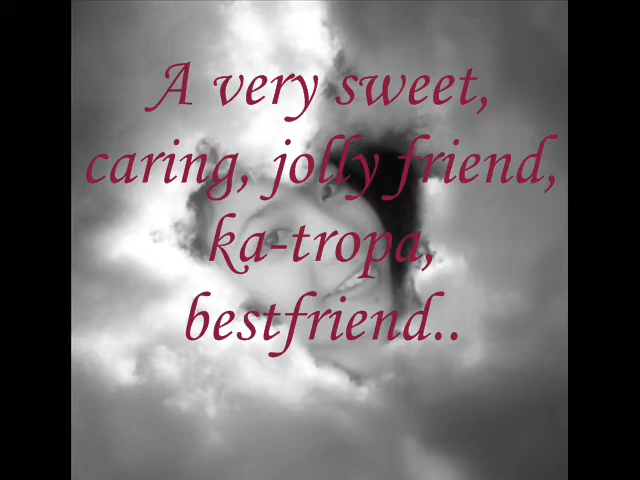 A very sweet,
caring, jolly friend,
ka-tropa,
bestfriend..